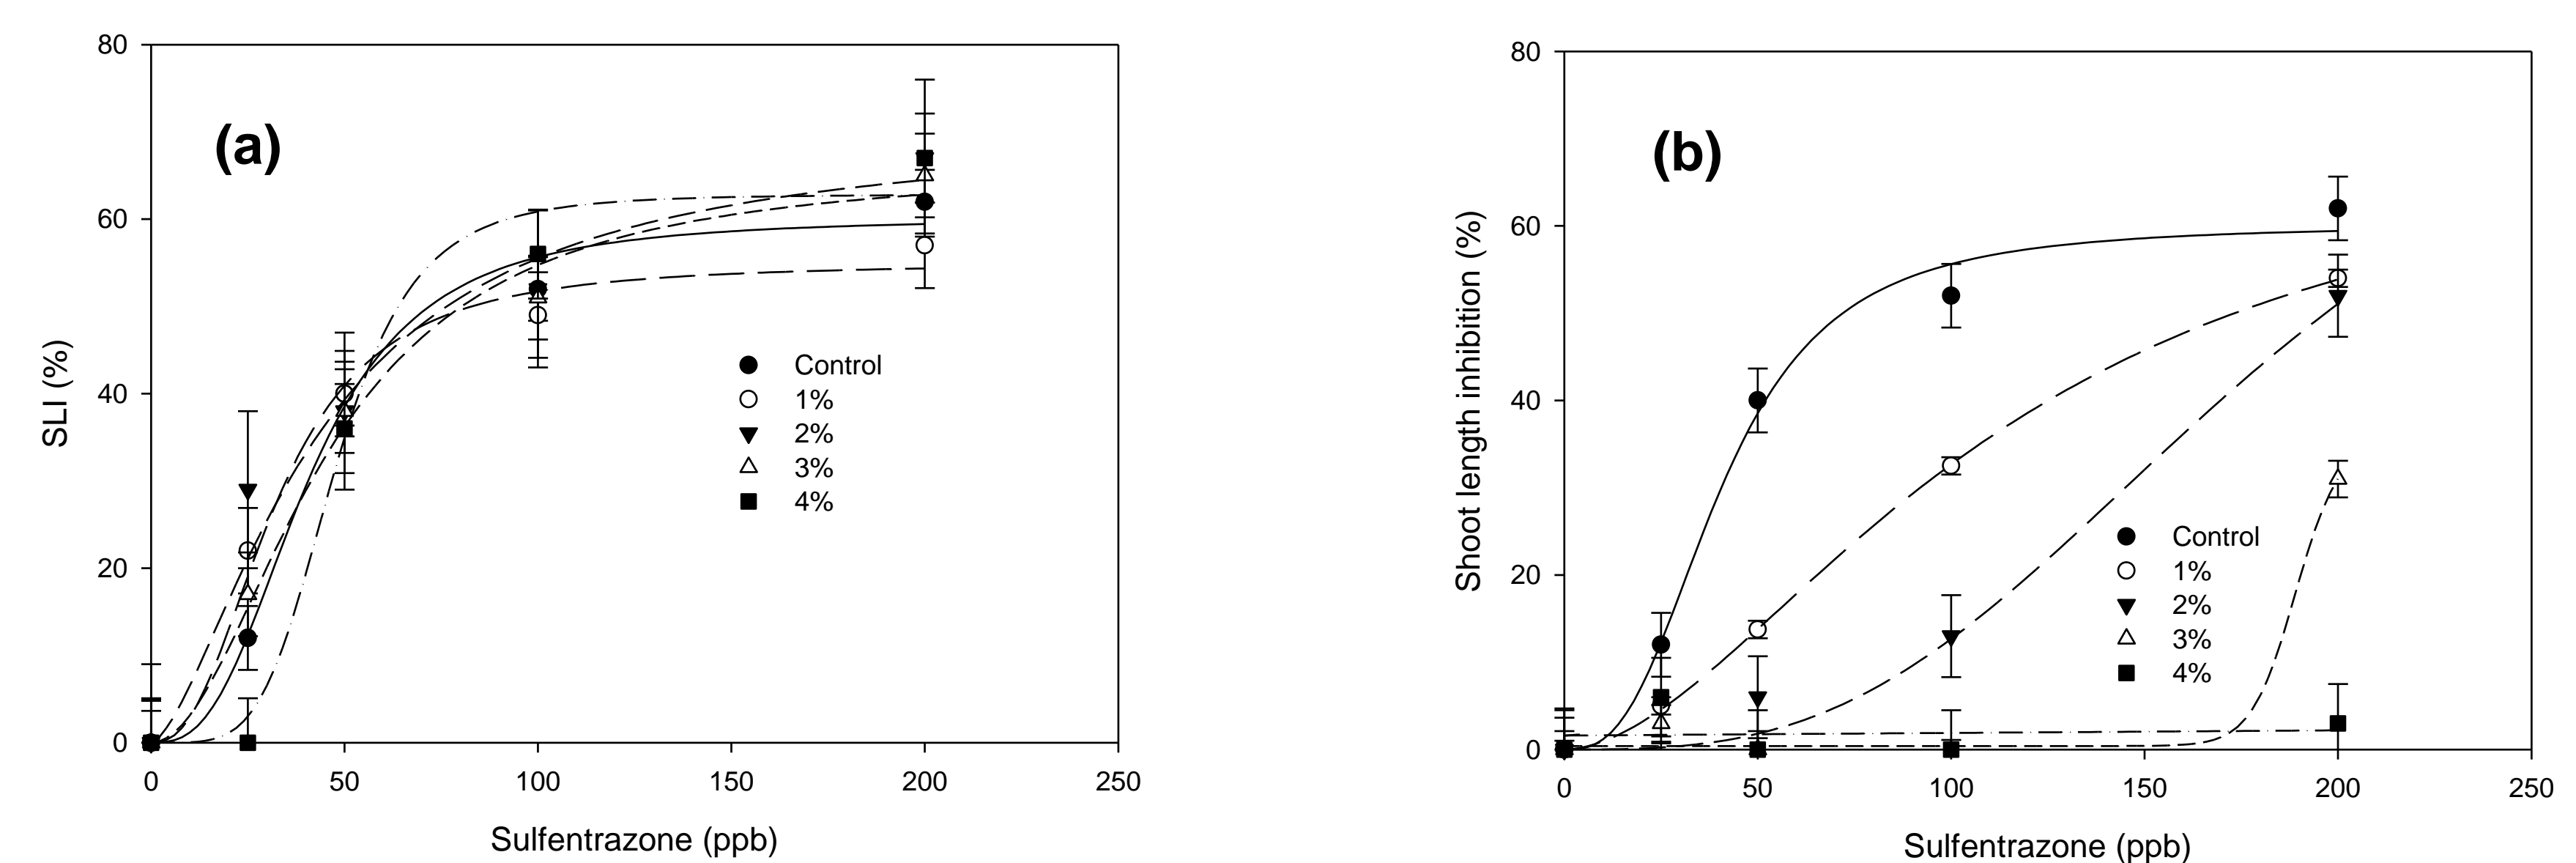 (a)
SLI (%)
80
60
40
20
0
0 50 100 150 200 250
Sulfentrazone (ppb)
Control
1%
2%
3%
4%
(b)
Shoot length inhibition (%)
80
60
40
20
0
0 50 100 150 200 250
Sulfentrazone (ppb)
Control
1%
2%
3%
4%